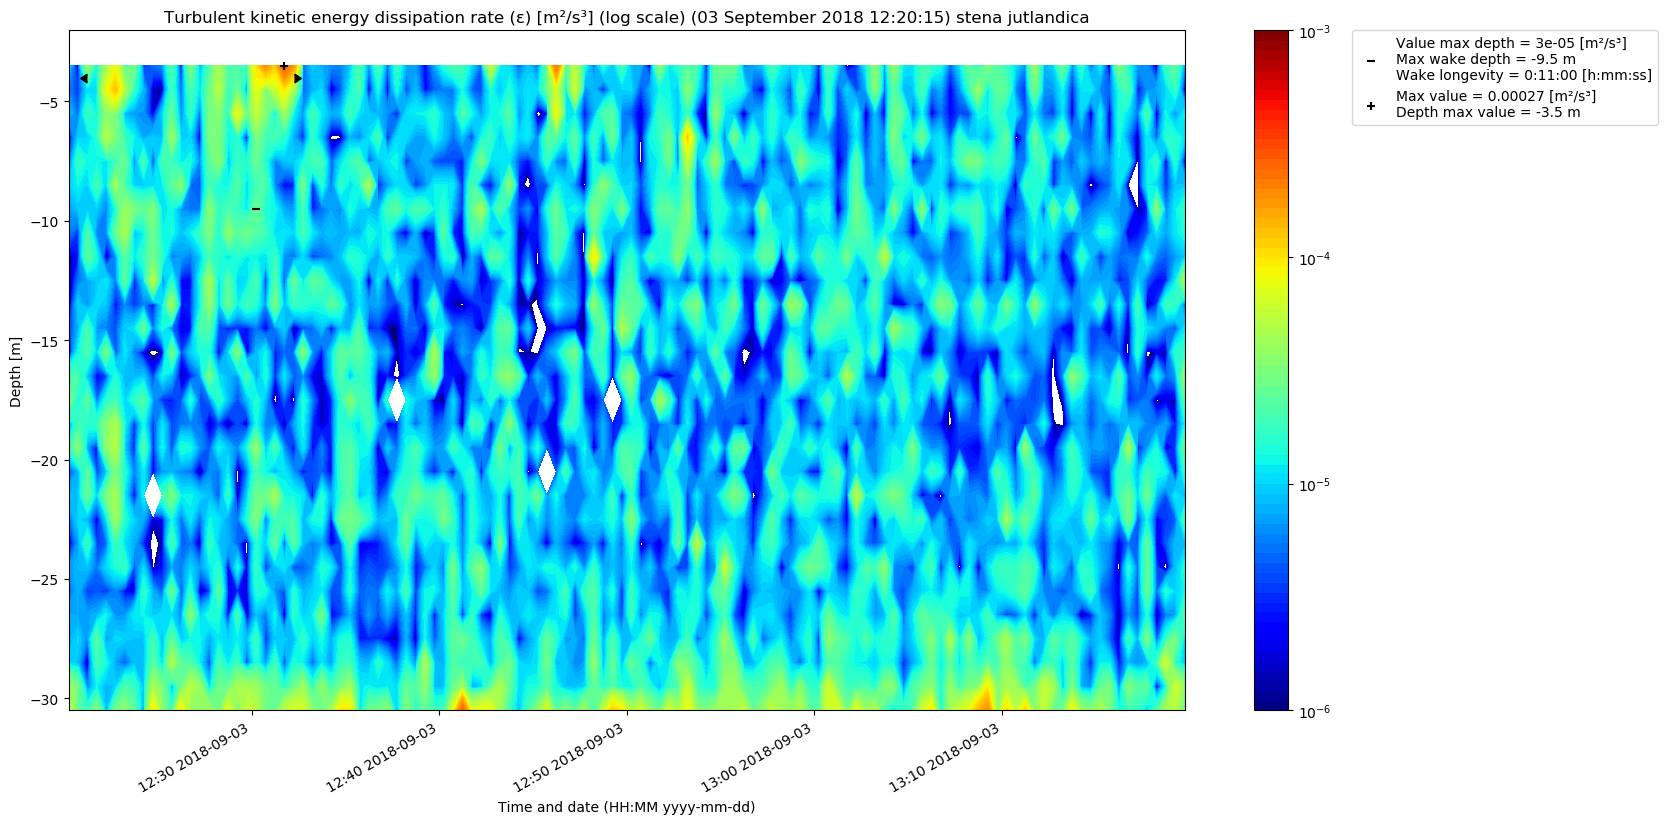 Turbulent kinetic energy dissipation rate (ε) [m²/s³] (log scale) (03 September 2018 12:20:15) stena jutlandica
Value max depth = 3e-05 [m²/s³]
Max wake depth = -9.5 m
Wake longevity = 0:11:00 [h:mm:ss]
Max value = 0.00027 [m²/s³]
Depth max value = -3.5 m
10⁻³
10⁻⁴
10⁻⁵
10⁻⁶
Depth [m]
−5
−10
−15
−20
−25
−30
12:30 2018-09-03
12:40 2018-09-03
12:50 2018-09-03
13:00 2018-09-03
13:10 2018-09-03
Time and date (HH:MM yyyy-mm-dd)